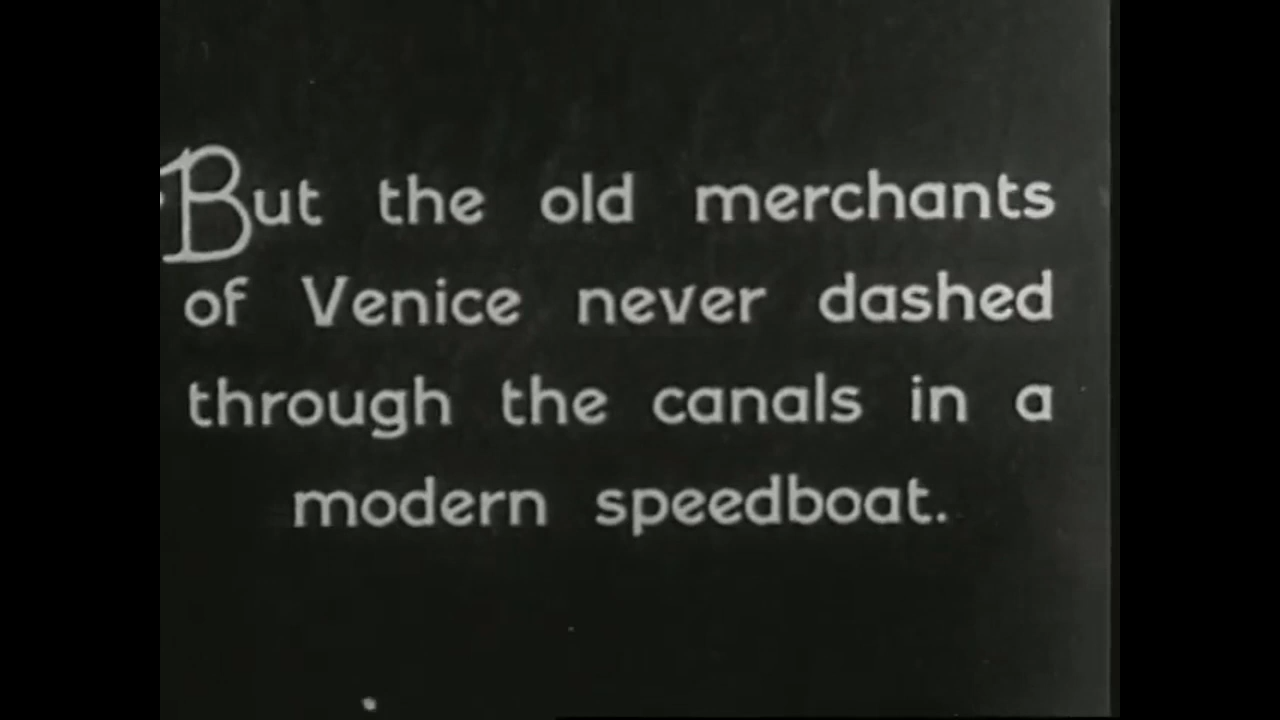 But the old merchants
of Venice never dashed
through the canals in a
modern speedboat.